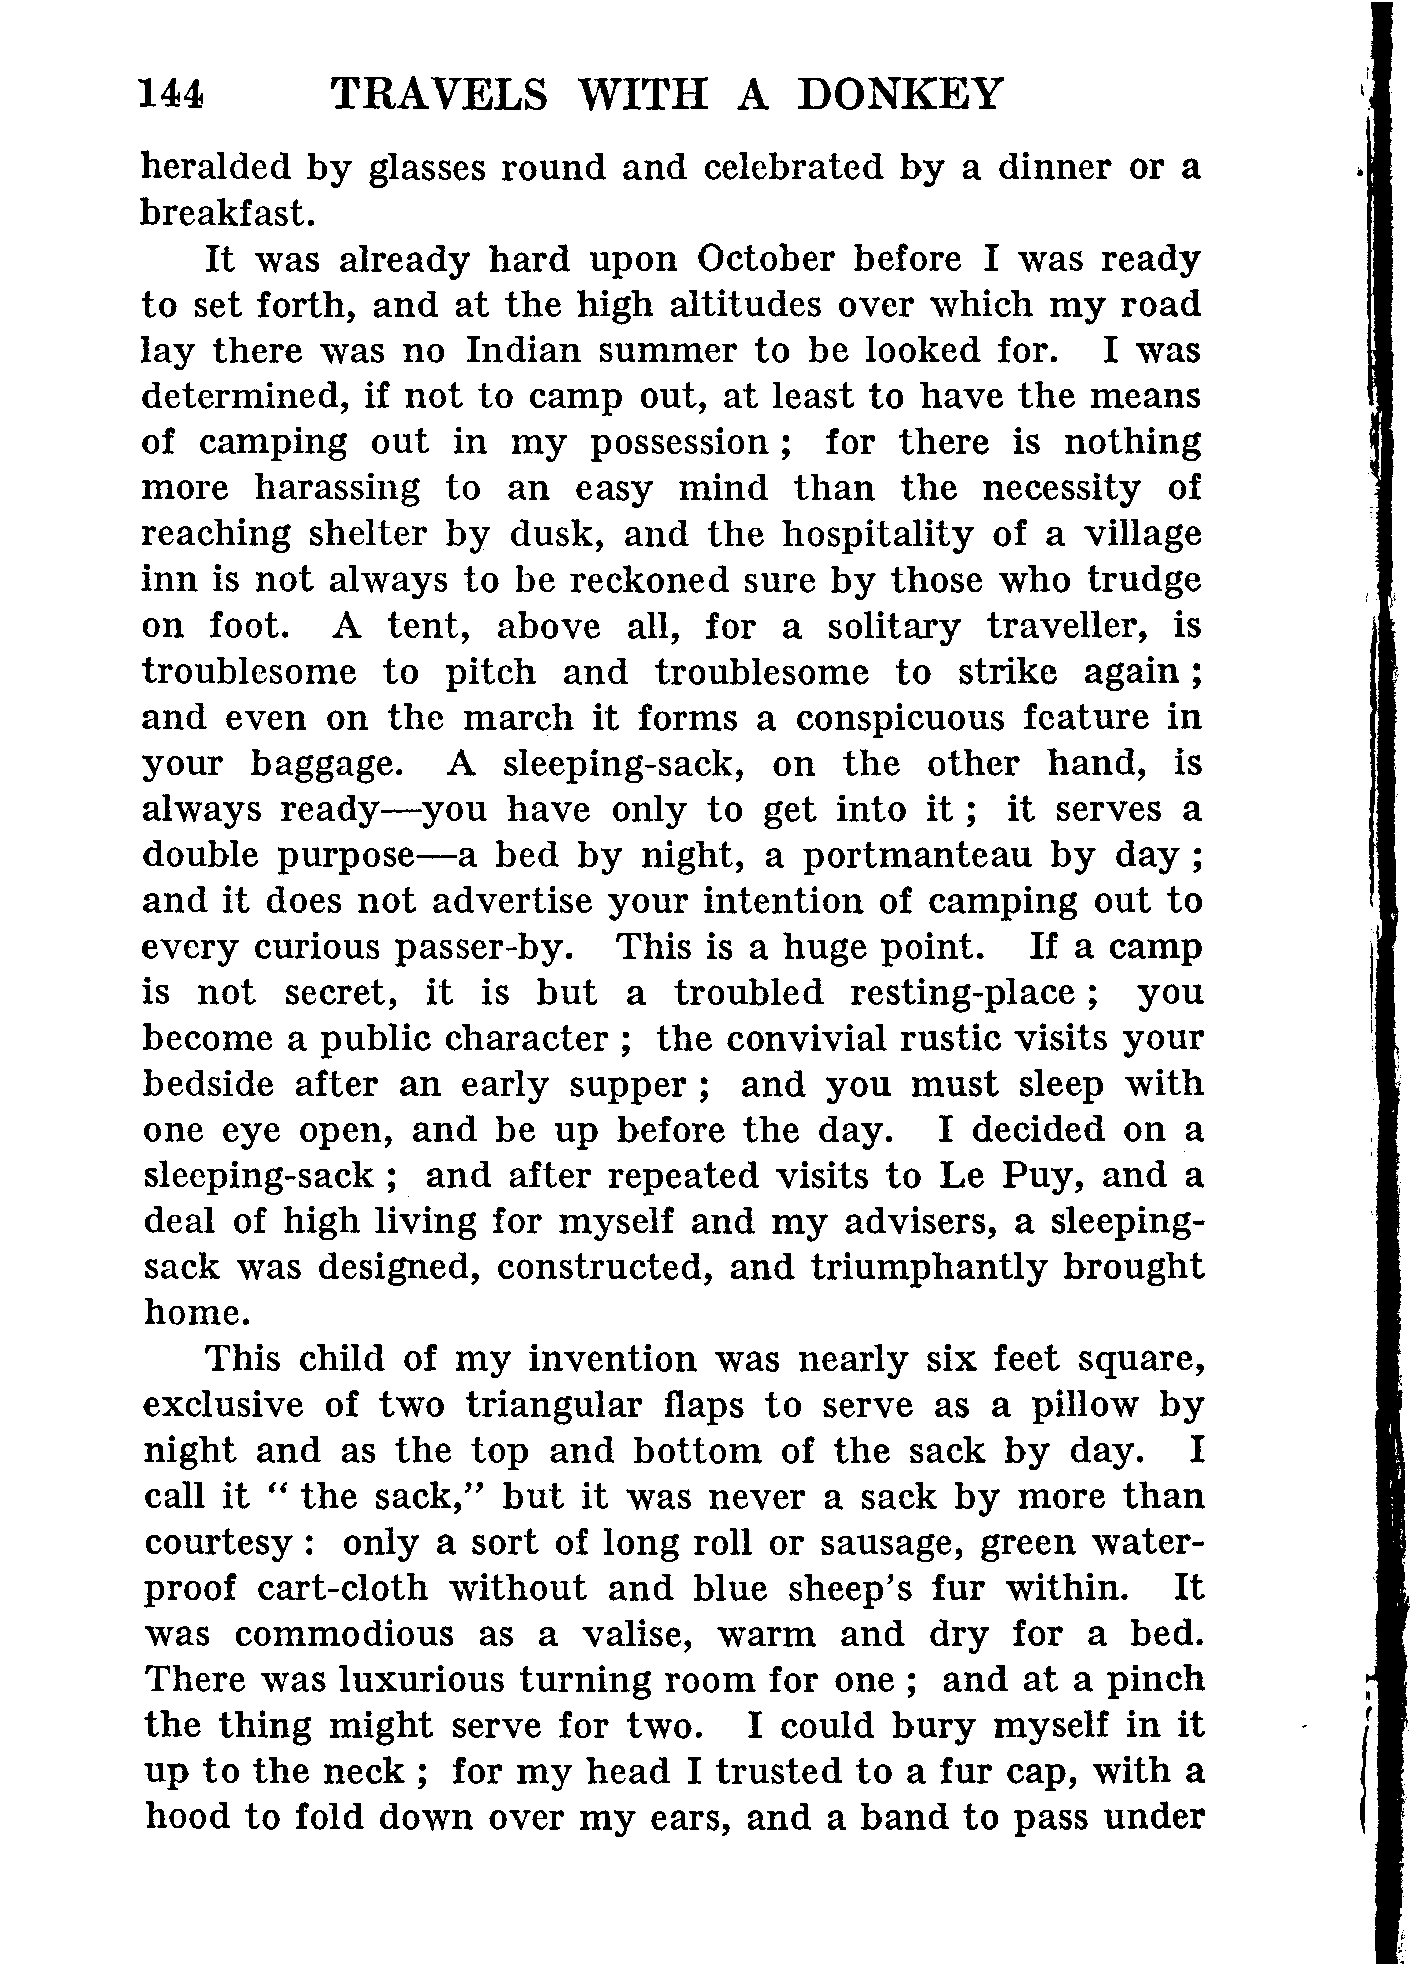 144 TRAVELS WITH A DONKEY
heralded by glasses round and celebrated by a dinner or a
breakfast.
It was already hard upon October before I was ready
to set forth, and at the high altitudes over which my road
lay there was no Indian summer to be looked for. I was
determined, if not to camp out, at least to have the means
of camping out in my possession ; for there is nothing
more harassing to an easy mind than the necessity of
reaching shelter by dusk, and the hospitality of a village
inn is not always to be reckoned sure by those who trudge
on foot. A tent, above all, for a solitary traveller, is
troublesome to pitch and troublesome to strike again ;
and even on the march it forms a conspicuous feature in
your baggage. A sleeping-sack, on the other hand, is
always ready—you have only to get into it ; it serves a
double purpose—a bed by night, a portmanteau by day ;
and it does not advertise your intention of camping out to
every curious passer-by. This is a huge point. If a camp
is not secret, it is but a troubled resting-place ; you
become a public character ; the convivial rustic visits your
bedside after an early supper ; and you must sleep with
one eye open, and be up before the day. I decided on a
sleeping-sack ; and after repeated visits to Le Puy, and a
deal of high living for myself and my advisers, a sleeping-
sack was designed, constructed, and triumphantly brought
home.
This child of my invention was nearly six feet square,
exclusive of two triangular flaps to serve as a pillow by
night and as the top and bottom of the sack by day. I
call it “ the sack,” but it was never a sack by more than
courtesy : only a sort of long roll or sausage, green water-
proof cart-cloth without and blue sheep's fur within. It
was commodious as a valise, warm and dry for a bed.
There was luxurious turning room for one ; and at a pinch
the thing might serve for two. I could bury myself in it
up to the neck ; for my head I trusted to a fur cap, with a
hood to fold down over my ears, and a band to pass under